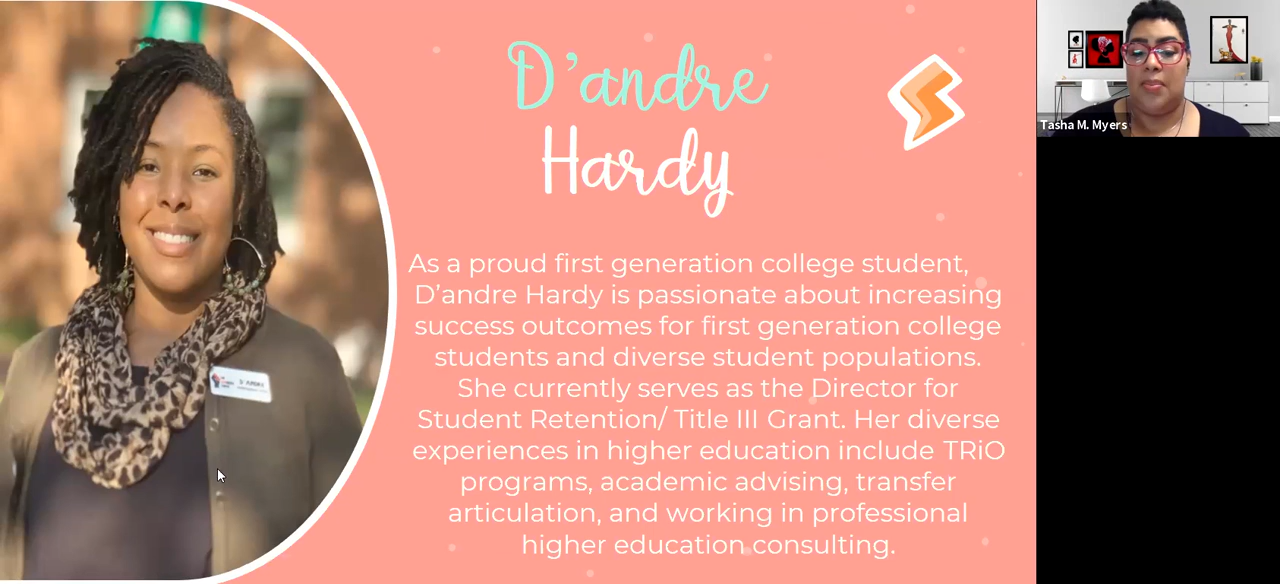 D'andre
Hardy
As a proud first generation college student,
D'andre Hardy is passionate about increasing
success outcomes for first generation college
students and diverse student populations.
She currently serves as the Director for
Student Retention/ Title III Grant. Her diverse
experiences in higher education include TRiO
programs, academic advising, transfer
articulation, and working in professional
higher education consulting.
Tasha M. Myers